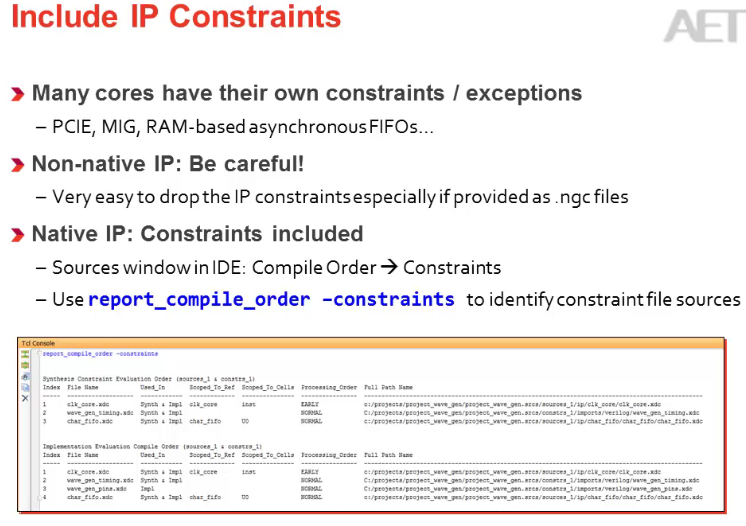 Include IP Constraints
AET
Many cores have their own constraints / exceptions
– PCIE, MIG, RAM-based asynchronous FIFOs...
Non-native IP: Be careful!
– Very easy to drop the IP constraints especially if provided as .ngc files
Native IP: Constraints included
– Sources window in IDE: Compile Order → Constraints
– Use report_compile_order –constraints to identify constraint file sources
Tcl Console
report_compile_order -constraints
Synthesis Constraint Evaluation Order (sources_1 & constrs_1)
Index File Name Used_In Scoped_To_Ref Scoped_To_Cells Processing_Order Full Path Name
1 clk_core.xdc Synth & Impl clk_core inst EARLY c:/projects/project_wave_gen/project_wave_gen.srcs/sources_1/ip/clk_core/clk_core.xdc
2 wave_gen_timing.xdc Synth & Impl NORMAL C:/projects/project_wave_gen/project_wave_gen.srcs/constrs_1/imports/verilog/wave_gen_timing.xdc
3 char_fifo.xdc Synth & Impl char_fifo U0 NORMAL c:/projects/project_wave_gen/project_wave_gen.srcs/sources_1/ip/char_fifo/char_fifo/char_fifo.xdc
Implementation Evaluation Compile Order (sources_1 & constrs_1)
Index File Name Used_In Scoped_To_Ref Scoped_To_Cells Processing_Order Full Path Name
1 clk_core.xdc Synth & Impl clk_core inst EARLY c:/projects/project_wave_gen/project_wave_gen.srcs/sources_1/ip/clk_core/clk_core.xdc
2 wave_gen_timing.xdc Synth & Impl NORMAL C:/projects/project_wave_gen/project_wave_gen.srcs/constrs_1/imports/verilog/wave_gen_timing.xdc
3 wave_gen_pins.xdc Impl NORMAL C:/projects/project_wave_gen/project_wave_gen.srcs/constrs_1/imports/verilog/wave_gen_pins.xdc
4 char_fifo.xdc Synth & Impl char_fifo U0 NORMAL c:/projects/project_wave_gen/project_wave_gen.srcs/sources_1/ip/char_fifo/char_fifo/char_fifo.xdc